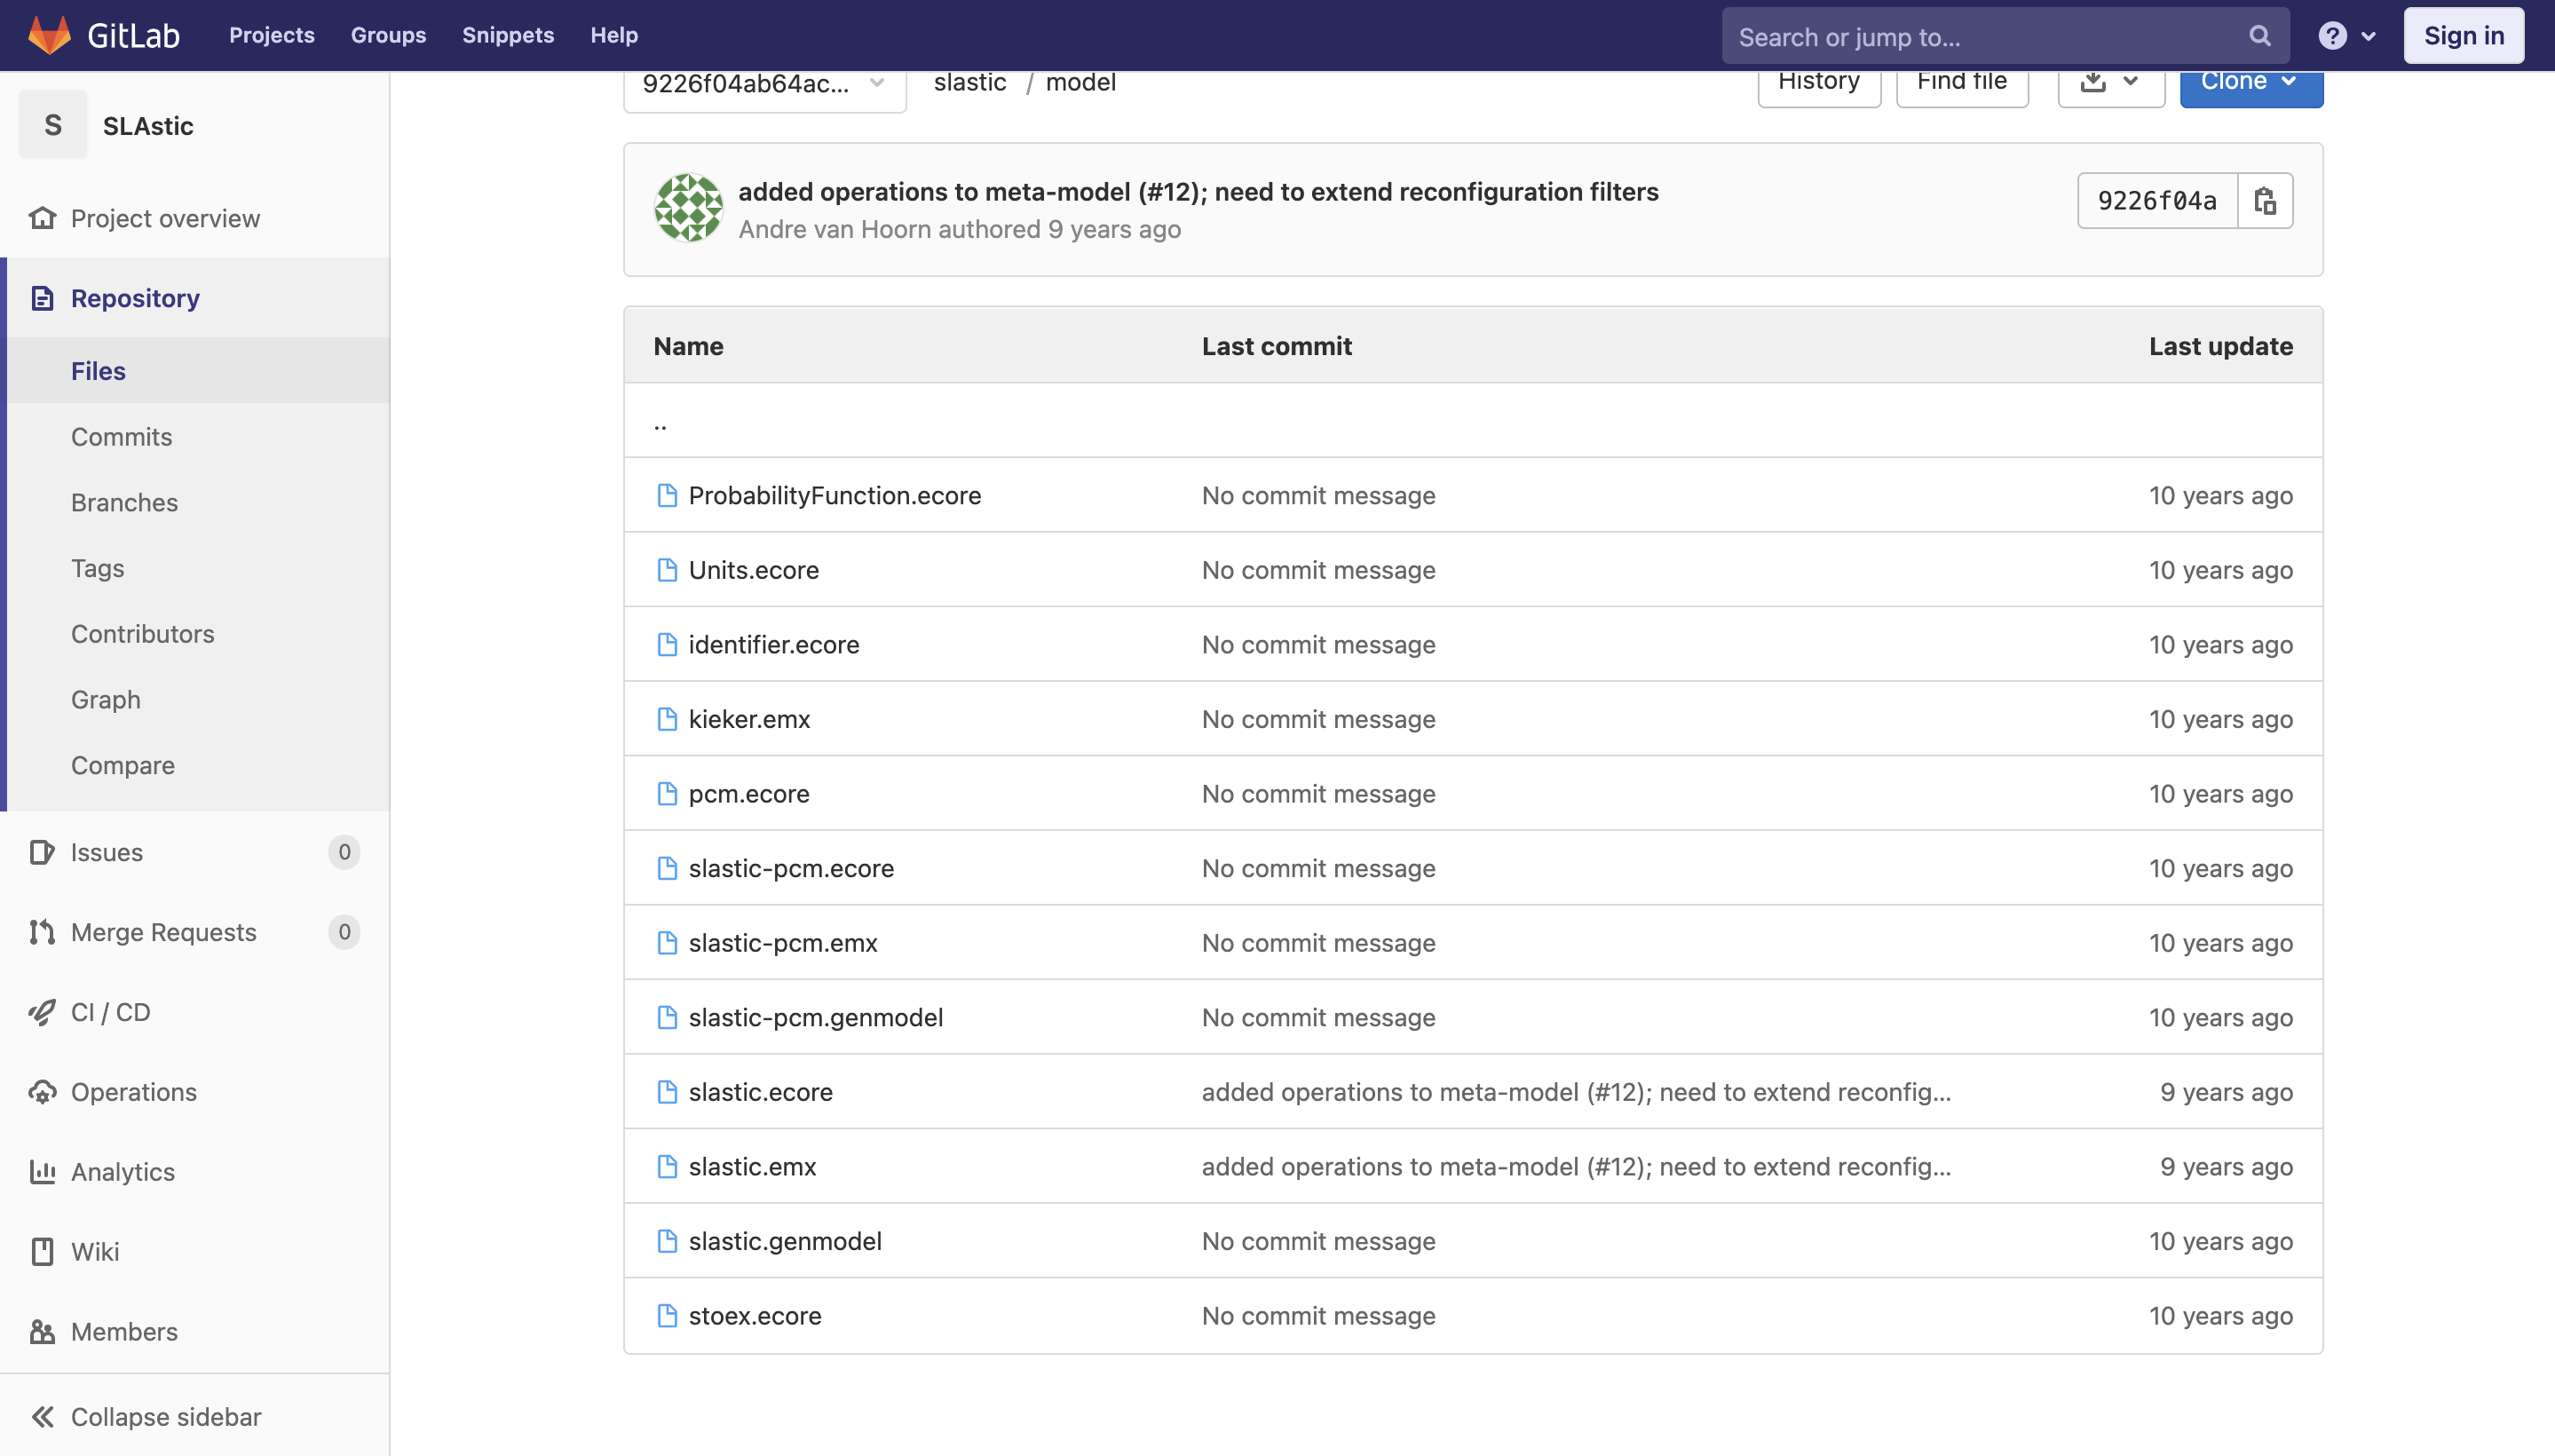 GitLab Projects Groups Snippets Help Search or jump to... ? Sign in
9226f04ab64ac... slastic / model History Find file Clone
S SLAstic
added operations to meta-model (#12); need to extend reconfiguration filters
Andre van Hoorn authored 9 years ago
9226f04a
Project overview
Repository
Files
Commits
Branches
Tags
Contributors
Graph
Compare
Issues 0
Merge Requests 0
CI / CD
Operations
Analytics
Wiki
Members
Collapse sidebar
Name Last commit Last update
..
ProbabilityFunction.ecore No commit message 10 years ago
Units.ecore No commit message 10 years ago
identifier.ecore No commit message 10 years ago
kieker.emx No commit message 10 years ago
pcm.ecore No commit message 10 years ago
slastic-pcm.ecore No commit message 10 years ago
slastic-pcm.emx No commit message 10 years ago
slastic-pcm.genmodel No commit message 10 years ago
slastic.ecore added operations to meta-model (#12); need to extend reconfig... 9 years ago
slastic.emx added operations to meta-model (#12); need to extend reconfig... 9 years ago
slastic.genmodel No commit message 10 years ago
stoex.ecore No commit message 10 years ago